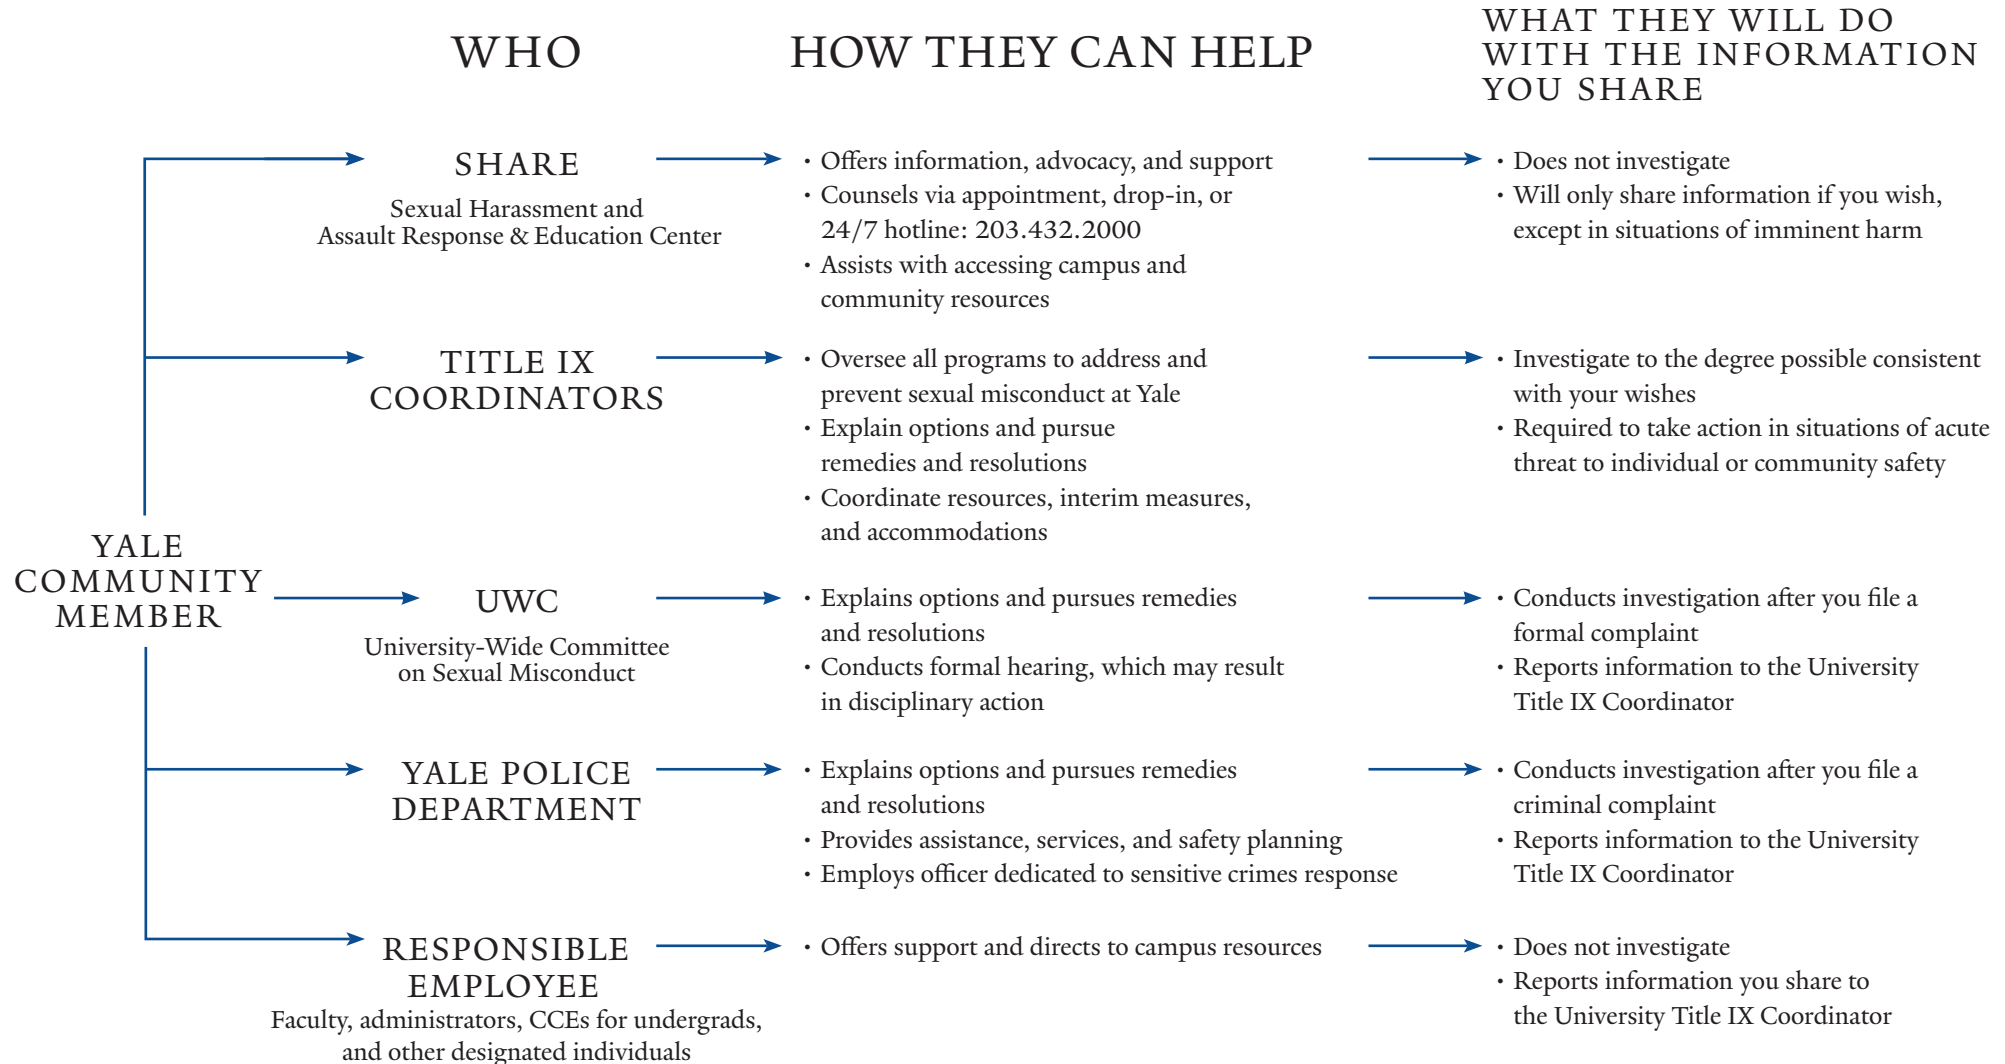 WHO
HOW THEY CAN HELP
WHAT THEY WILL DO
WITH THE INFORMATION
YOU SHARE
YALE
COMMUNITY
MEMBER
SHARE
Sexual Harassment and
Assault Response & Education Center
• Offers information, advocacy, and support
• Counsels via appointment, drop-in, or
24/7 hotline: 203.432.2000
• Assists with accessing campus and
community resources
• Does not investigate
• Will only share information if you wish,
except in situations of imminent harm
TITLE IX
COORDINATORS
• Oversee all programs to address and
prevent sexual misconduct at Yale
• Explain options and pursue
remedies and resolutions
• Coordinate resources, interim measures,
and accommodations
• Investigate to the degree possible consistent
with your wishes
• Required to take action in situations of acute
threat to individual or community safety
UWC
University-Wide Committee
on Sexual Misconduct
• Explains options and pursues remedies
and resolutions
• Conducts formal hearing, which may result
in disciplinary action
• Conducts investigation after you file a
formal complaint
• Reports information to the University
Title IX Coordinator
YALE POLICE
DEPARTMENT
• Explains options and pursues remedies
and resolutions
• Provides assistance, services, and safety planning
• Employs officer dedicated to sensitive crimes response
• Conducts investigation after you file a
criminal complaint
• Reports information to the University
Title IX Coordinator
RESPONSIBLE
EMPLOYEE
Faculty, administrators, CCEs for undergrads,
and other designated individuals
• Offers support and directs to campus resources
• Does not investigate
• Reports information you share to
the University Title IX Coordinator